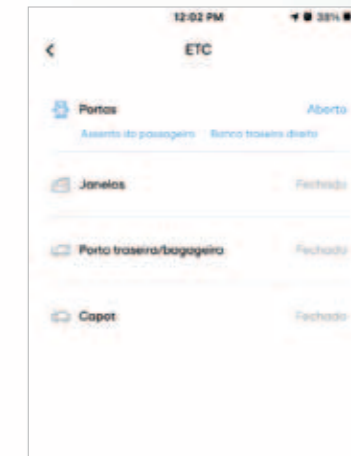 12:02 PM 38%
ETC
Portas Aberto
Assento do passageiro Banco traseiro direito
Janelas Fechado
Porta traseira/bagageira Fechado
Capot Fechado